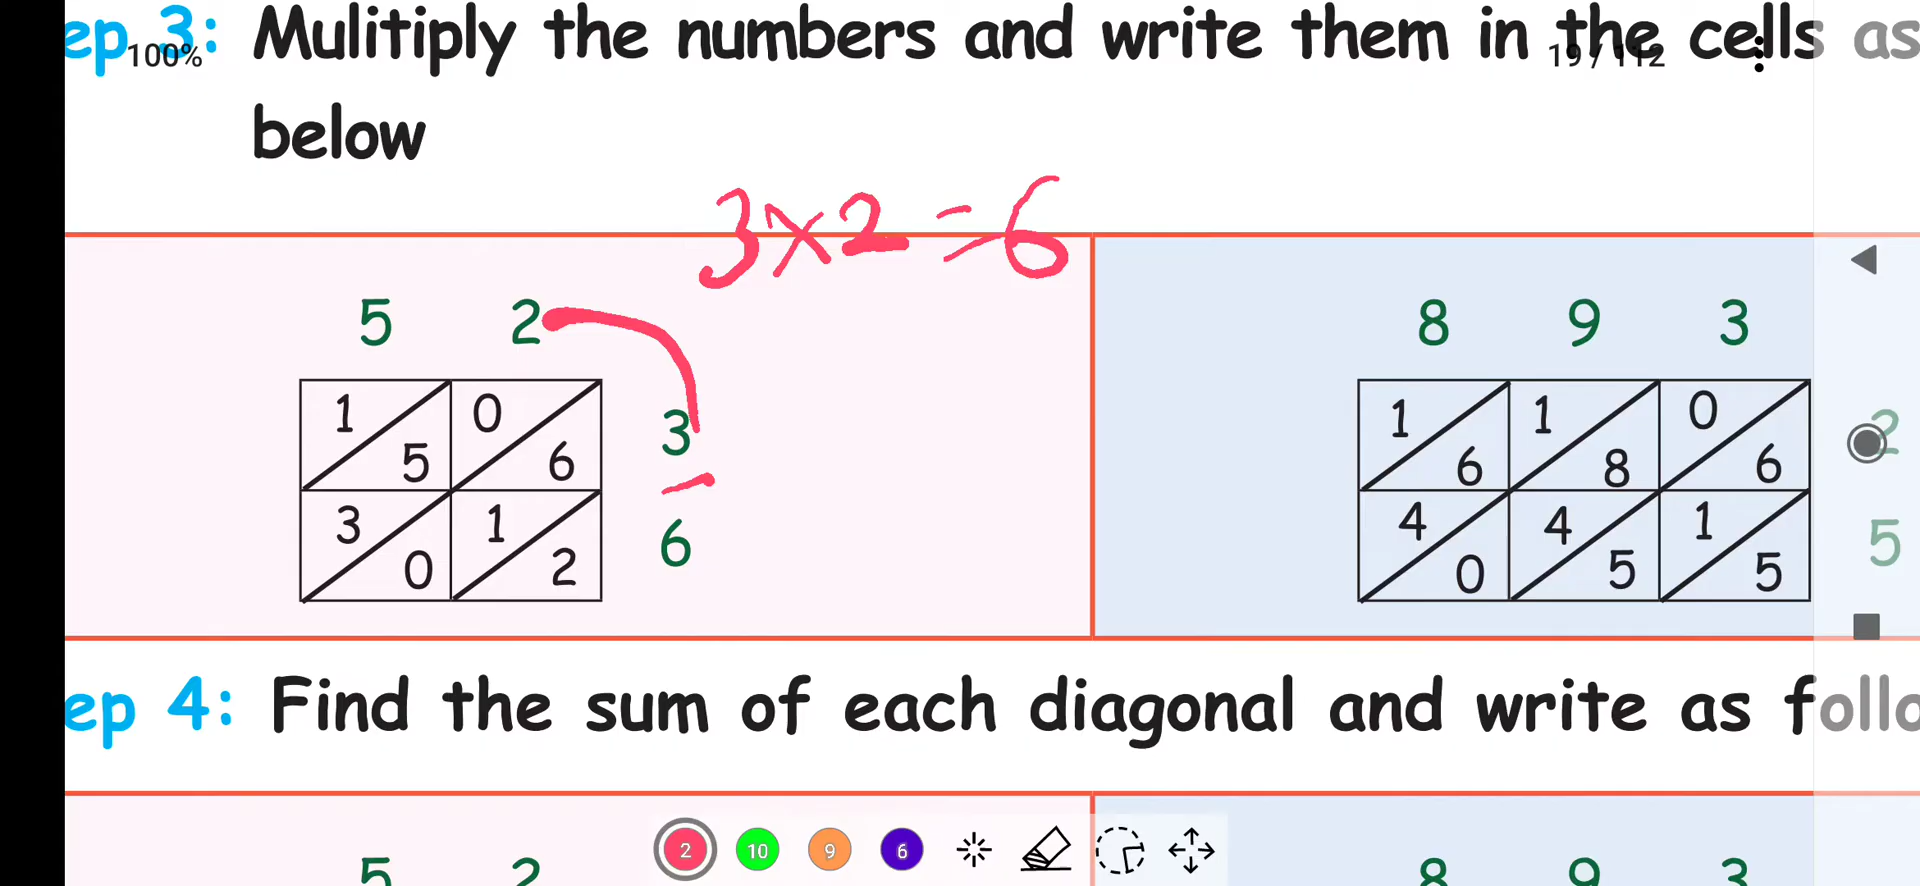 ep 3: Mulitiply the numbers and write them in the cells as
100%
19 / 112
below
3x2=6
5 2
8 9 3
1 0
1 1 0
3
2
5 6
6 8 6
3 1
4 4 1
6
5
0 2
0 5 5
ep 4: Find the sum of each diagonal and write as follo
2 10 9 6
5 2
8 9 3